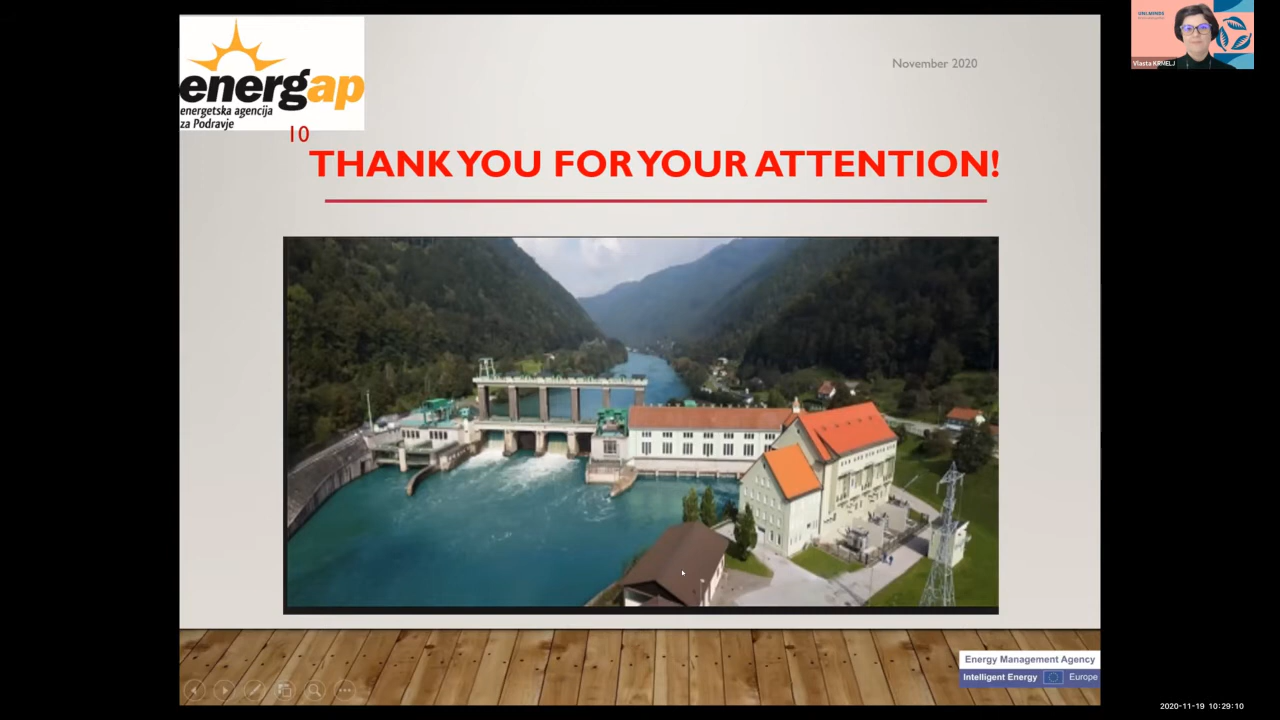 energap
energetska agencija
za Podravje
November 2020
10
THANK YOU FOR YOUR ATTENTION!
Energy Management Agency
Intelligent Energy Europe
Vlasta KRMELJ
2020-11-19 10:29:10